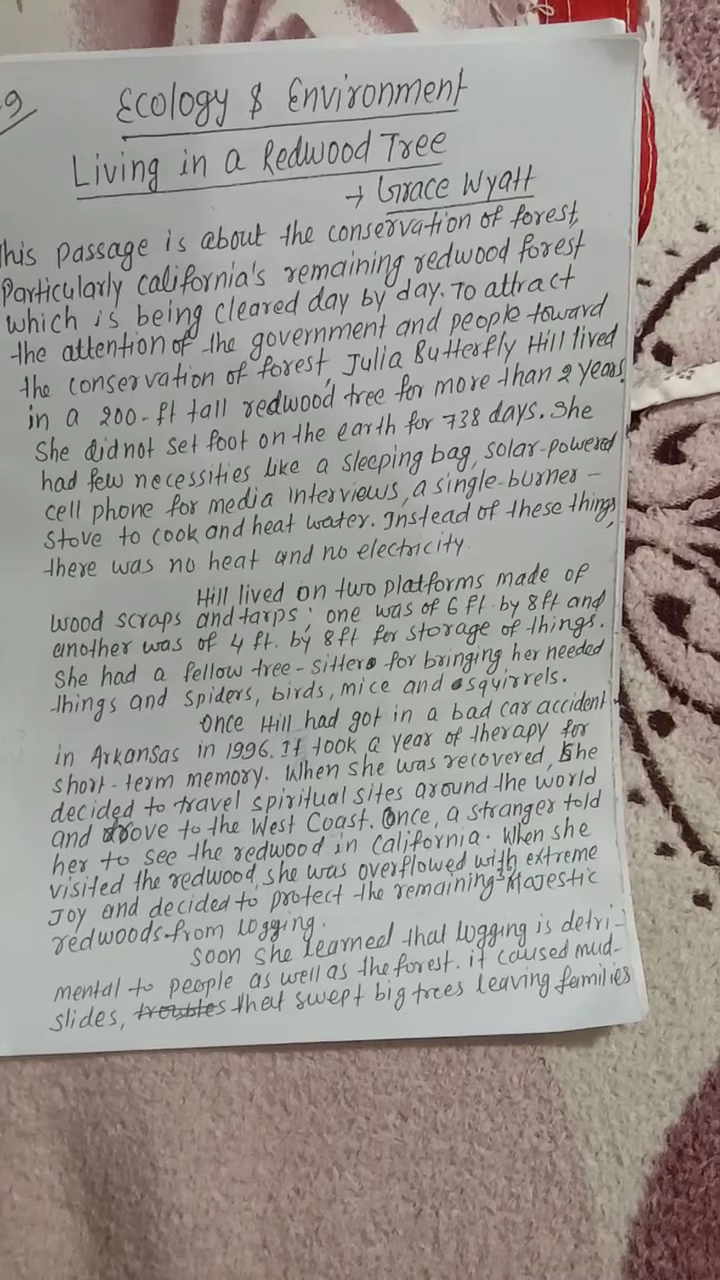 9
Ecology & Environment
Living in a Redwood Tree
→ Grace Wyatt
This passage is about the conservation of forest,
Particularly California's remaining redwood forest
which is being cleared day by day. To attract
the attention of the government and people toward
the conservation of forest, Julia Butterfly Hill lived
in a 200-ft tall redwood tree for more than 2 years.
She did not set foot on the earth for 738 days. She
had few necessities like a sleeping bag, solar-powered
cell phone for media interviews, a single-burner -
stove to cook and heat water. Instead of these things,
there was no heat and no electricity.
Hill lived on two platforms made of
wood scraps and tarps; one was of 6 ft by 8 ft and
another was of 4 ft. by 8 ft for storage of things.
She had a fellow tree-sitters for bringing her needed
things and spiders, birds, mice and squirrels.
Once Hill had got in a bad car accident
in Arkansas in 1996. It took a year of therapy for
short-term memory. When she was recovered, She
decided to travel spiritual sites around the world
and drove to the West Coast. Once, a stranger told
her to see the redwood in California. When she
visited the redwood, she was overflowed with extreme
Joy and decided to protect the remaining Majestic
redwoods from logging.
Soon she learned that logging is detri-
mental to people as well as the forest. it caused mud-
slides, troubles that swept big trees leaving families